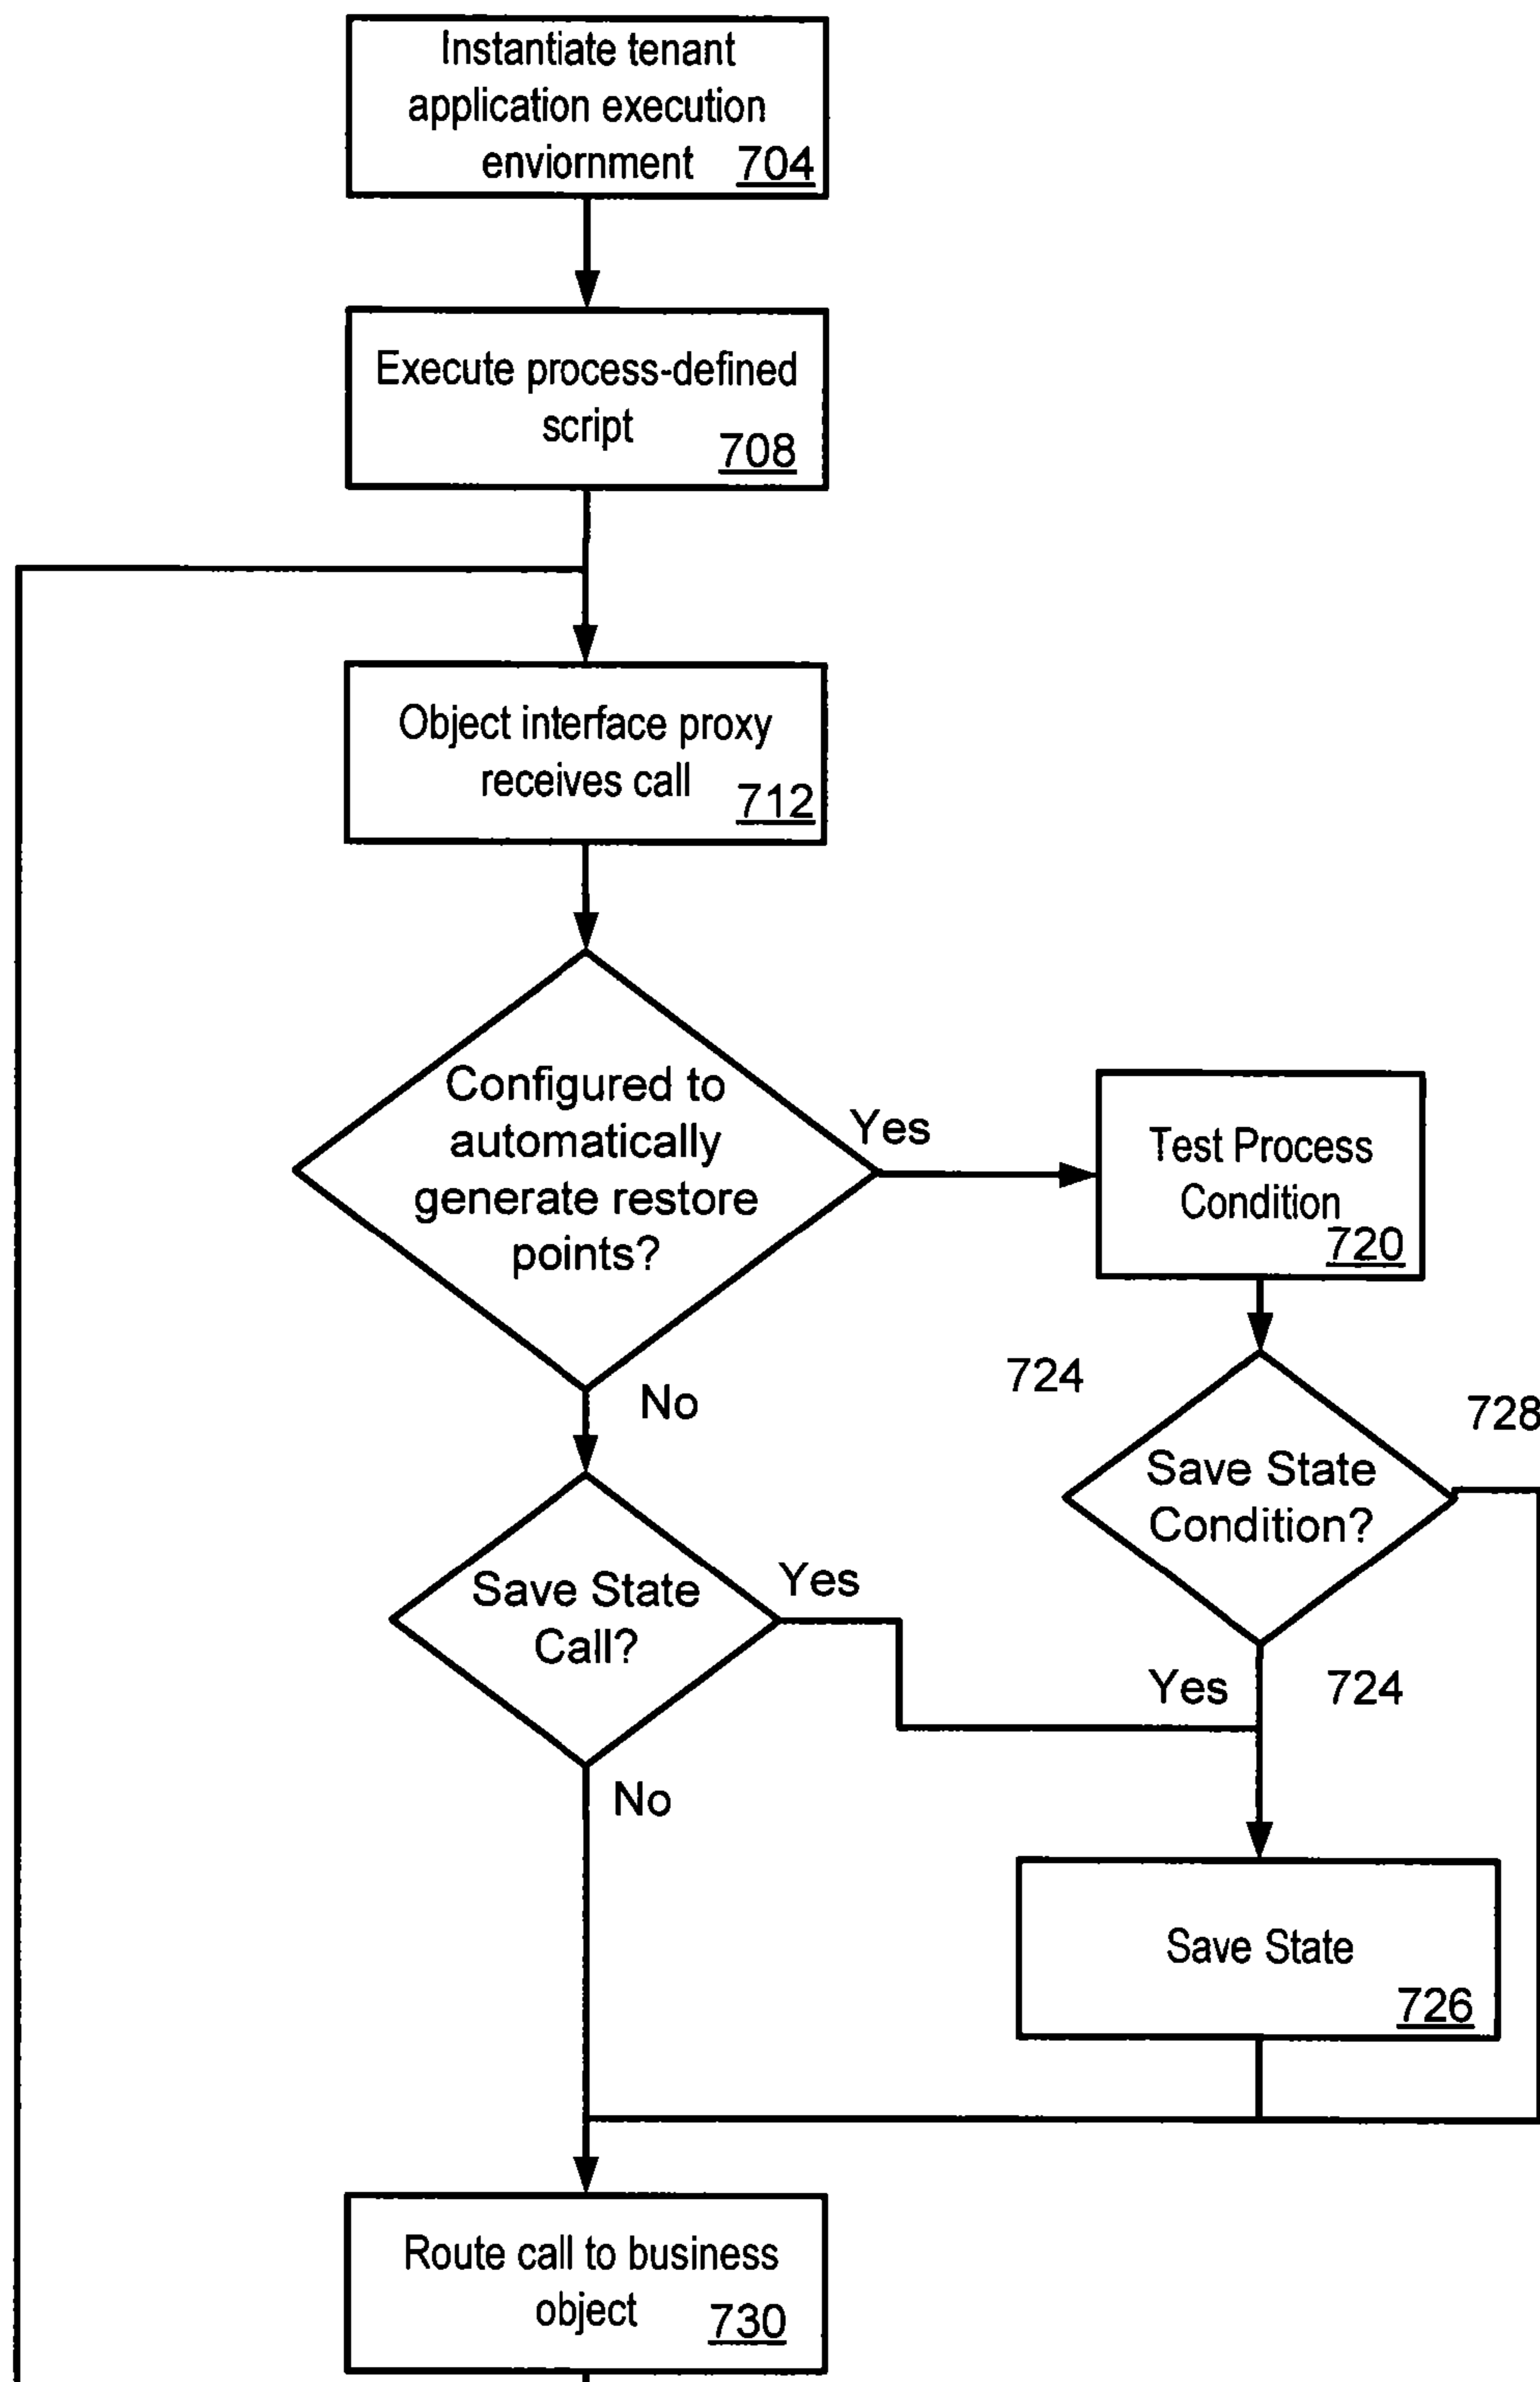 Instantiate tenant
application execution
enviornment 704
Execute process-defined
script 708
Object interface proxy
receives call 712
Configured to
automatically
generate restore
points?
Yes
Test Process
Condition
720
No
724
728
Save State
Condition?
Save State
Call?
Yes
Yes 724
No
Save State
726
Route call to business
object 730